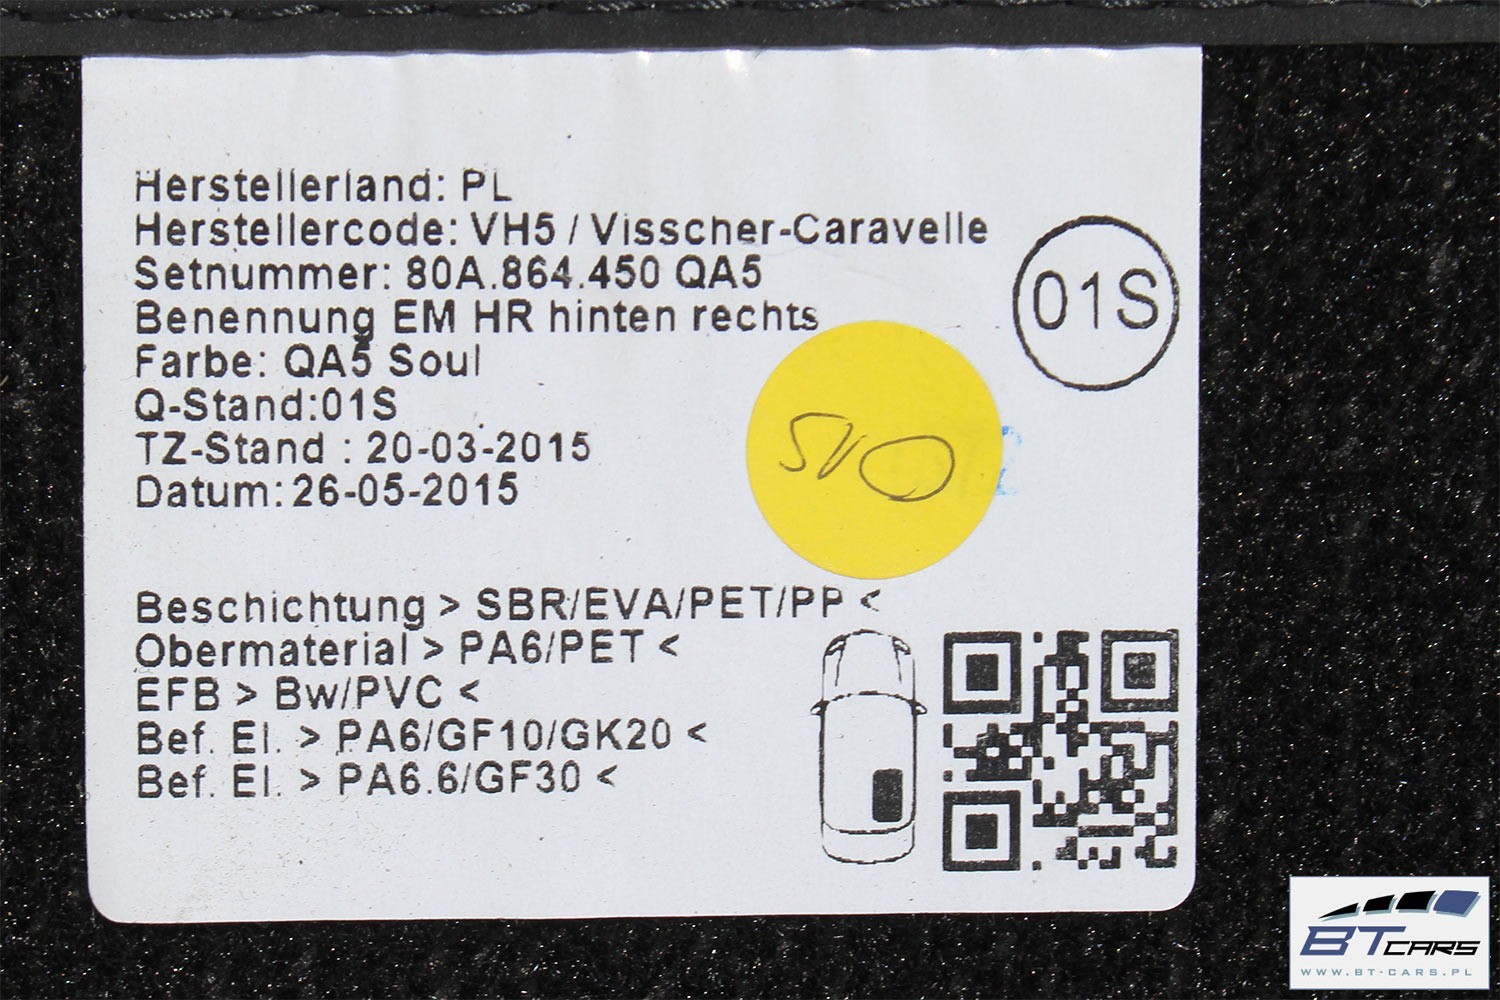 Herstellerland: PL
Herstellercode: VH5 / Visscher-Caravelle
Setnummer: 80A.864.450 QA5
Benennung EM HR hinten rechts
Farbe: QA5 Soul
Q-Stand:01S
TZ-Stand : 20-03-2015
Datum: 26-05-2015
01S
Beschichtung > SBR/EVA/PET/PP <
Obermaterial > PA6/PET <
EFB > Bw/PVC <
Bef. El. > PA6/GF10/GK20 <
Bef. El. > PA6.6/GF30 <
BT CARS
WWW.BT-CARS.PL